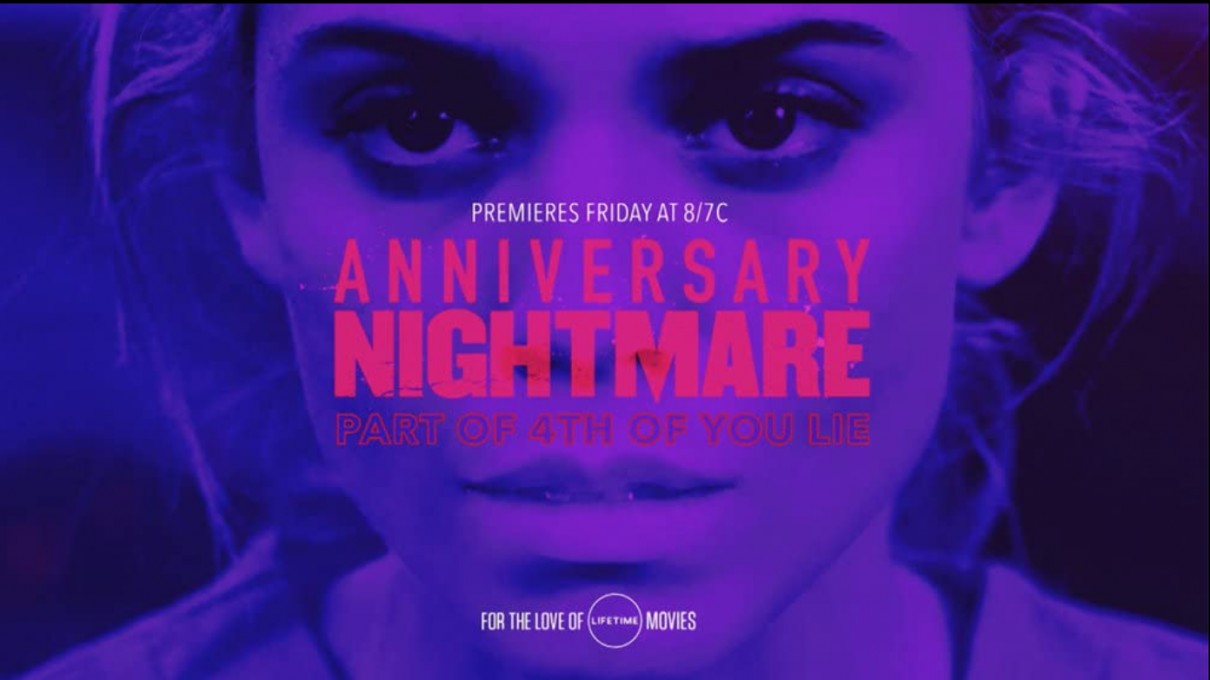 PREMIERES FRIDAY AT 8/7C
ANNIVERSARY
NIGHTMARE
PART OF 4TH OF YOU LIE
FOR THE LOVE OF LIFETIME MOVIES